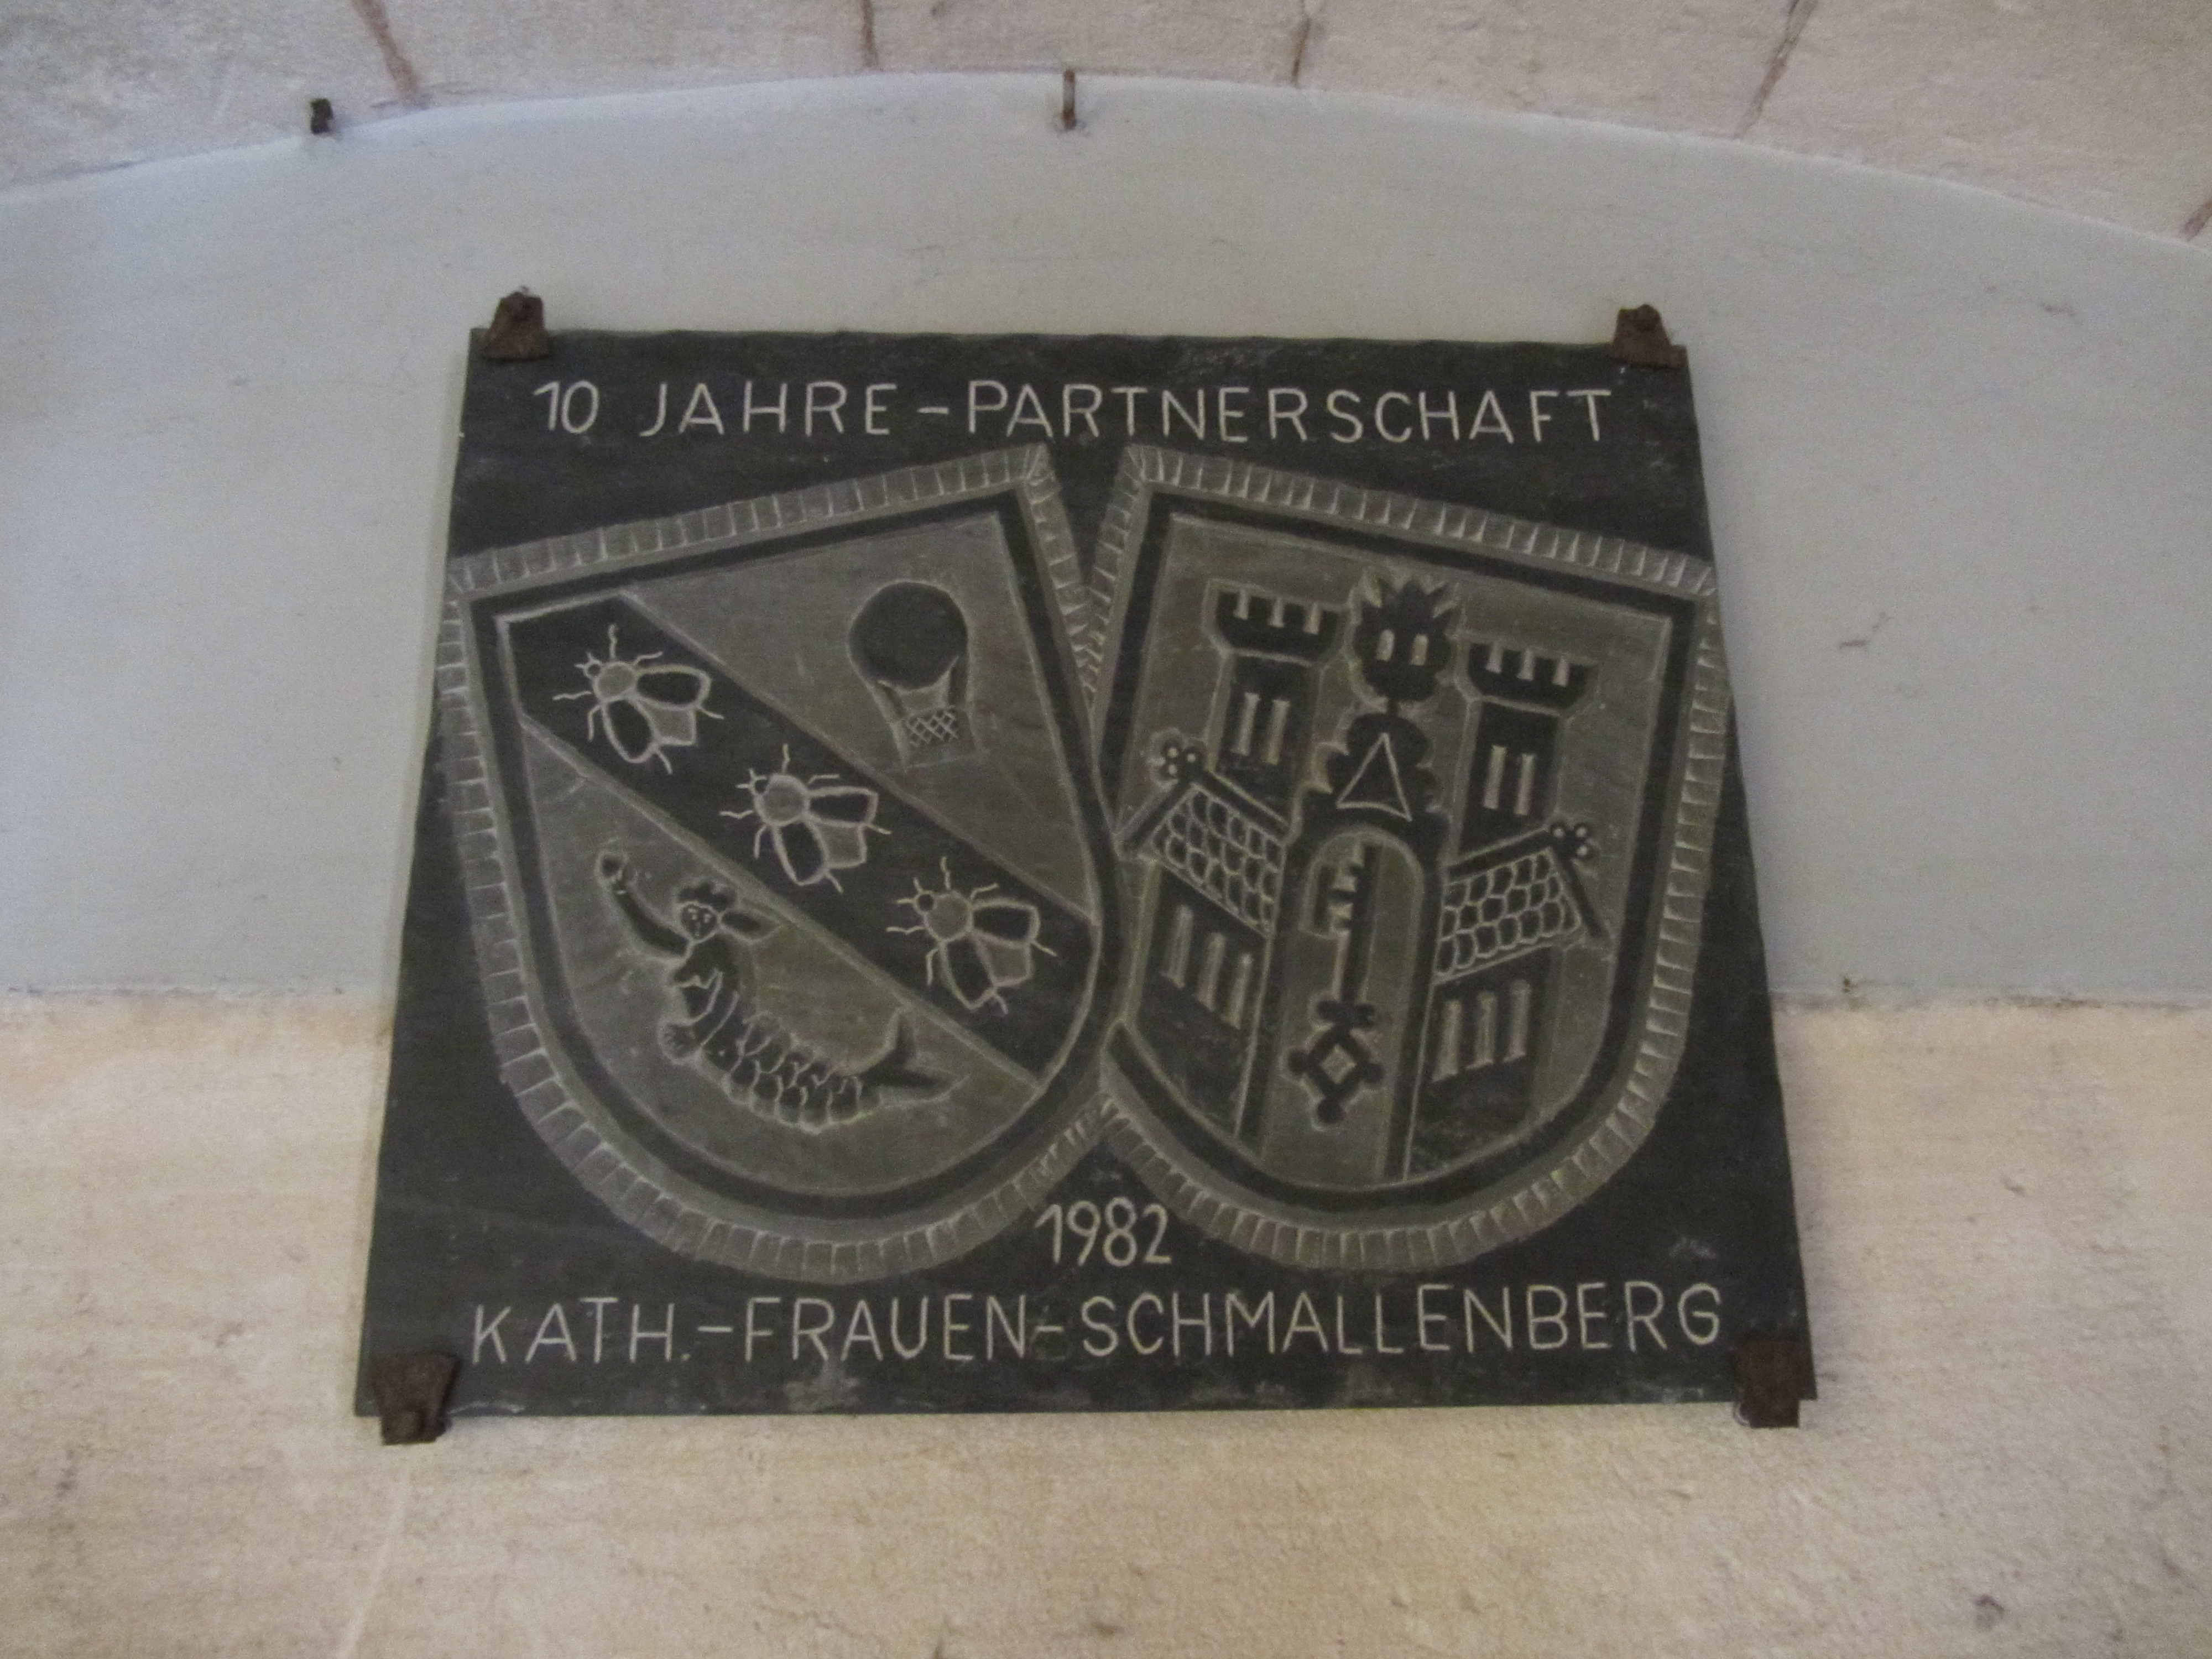 10 JAHRE - PARTNERSCHAFT
1982
KATH. - FRAUEN - SCHMALLENBERG